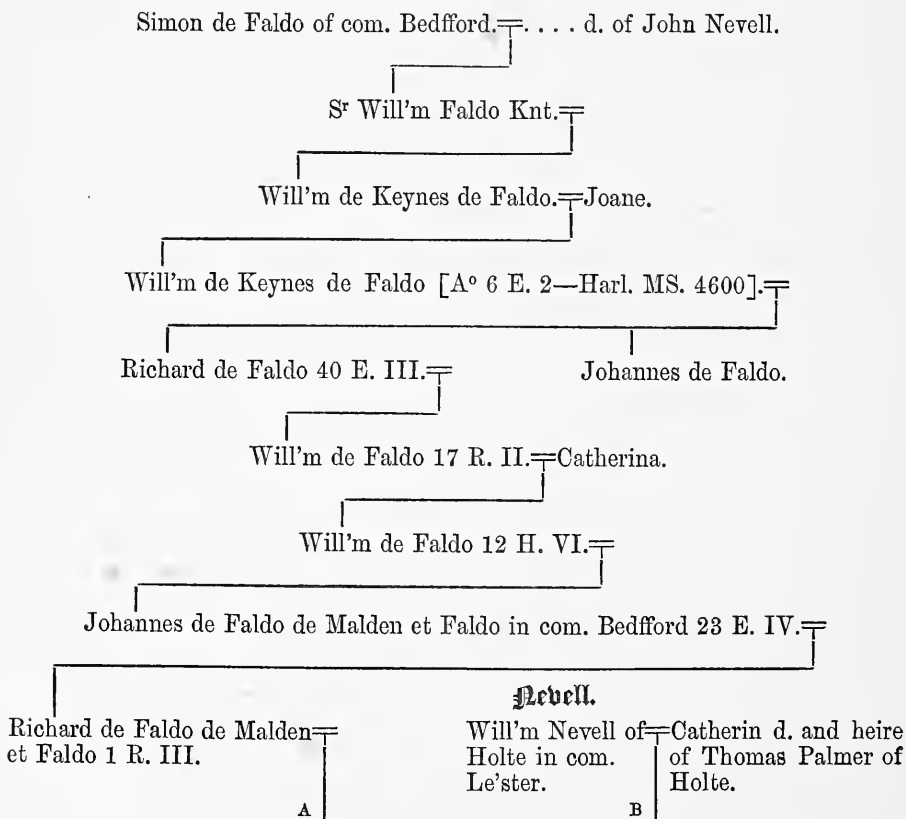 Simon de Faldo of com. Bedfford.=. . . . d. of John Nevell.
Sr Will'm Faldo Knt.=
Will'm de Keynes de Faldo.=Joane.
Will'm de Keynes de Faldo [Ao 6 E. 2—Harl. MS. 4600].=
Richard de Faldo 40 E. III.= Johannes de Faldo.
Will'm de Faldo 17 R. II.=Catherina.
Will'm de Faldo 12 H. VI.=
Johannes de Faldo de Malden et Faldo in com. Bedfford 23 E. IV.=
Nevell.
Richard de Faldo de Malden=
et Faldo 1 R. III.
Will'm Nevell of=
Holte in com.
Le'ster.
Catherin d. and heire
of Thomas Palmer of
Holte.
A
B